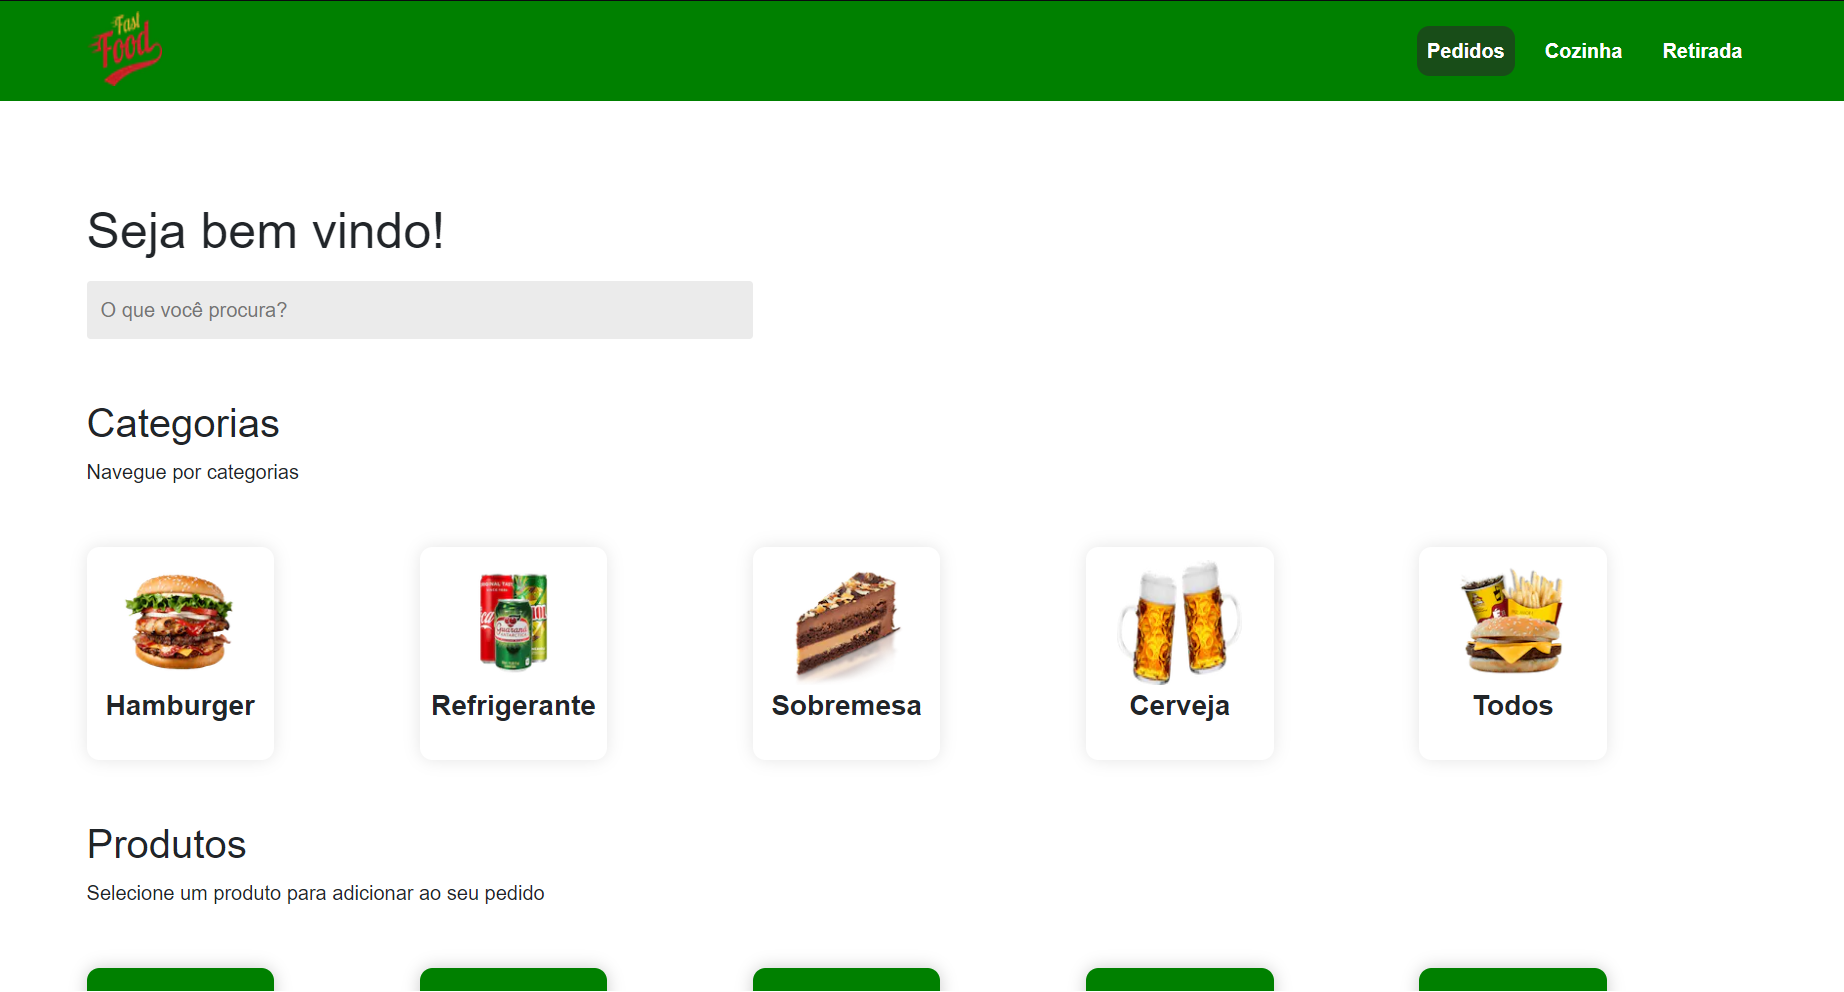 Fast
Food
Pedidos
Cozinha
Retirada
Seja bem vindo!
O que você procura?
Categorias
Navegue por categorias
Hamburger
Refrigerante
Sobremesa
Cerveja
Todos
Produtos
Selecione um produto para adicionar ao seu pedido